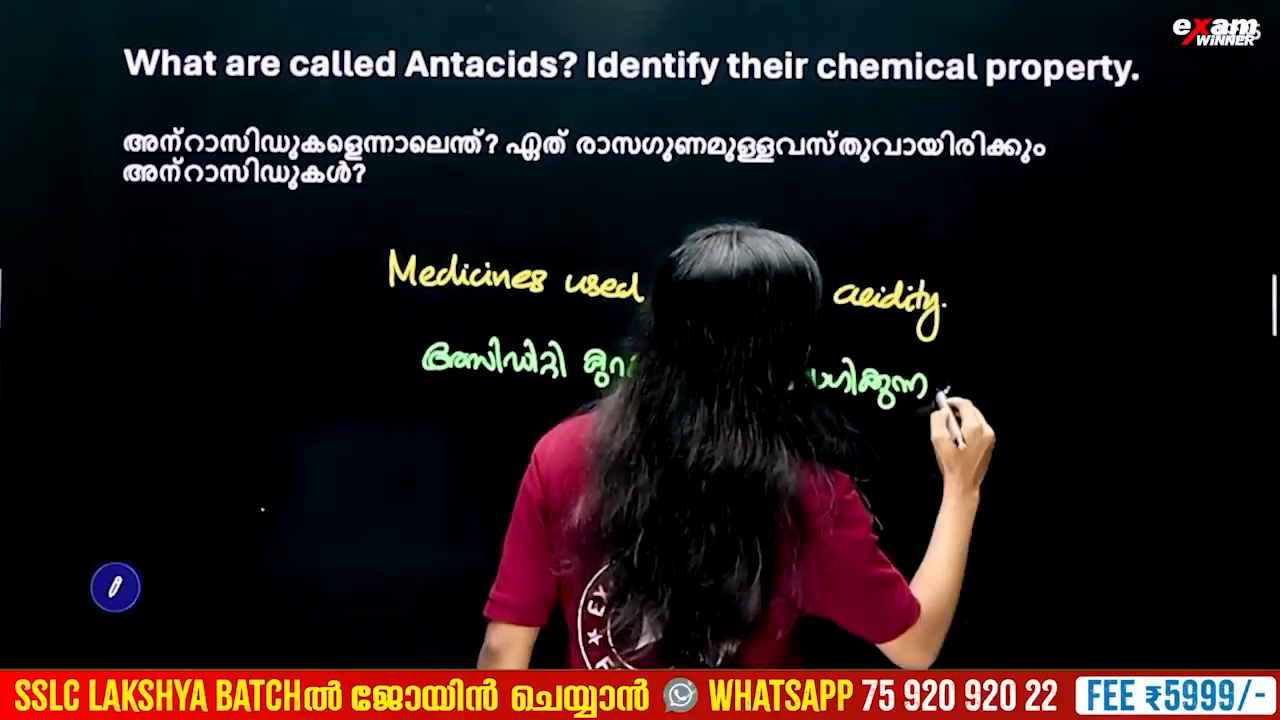 exam
WINNER
What are called Antacids? Identify their chemical property.
അന്റാസിഡുകളെന്നാലെന്ത്? ഏത് രാസഗുണമുള്ളവസ്തുവായിരിക്കും
അന്റാസിഡുകൾ?
Medicines used acidity.
അസിഡിറ്റി
SSLC LAKSHYA BATCHൽ ജോയിൻ ചെയ്യാൻ WHATSAPP 75 920 920 22 FEE ₹5999/-